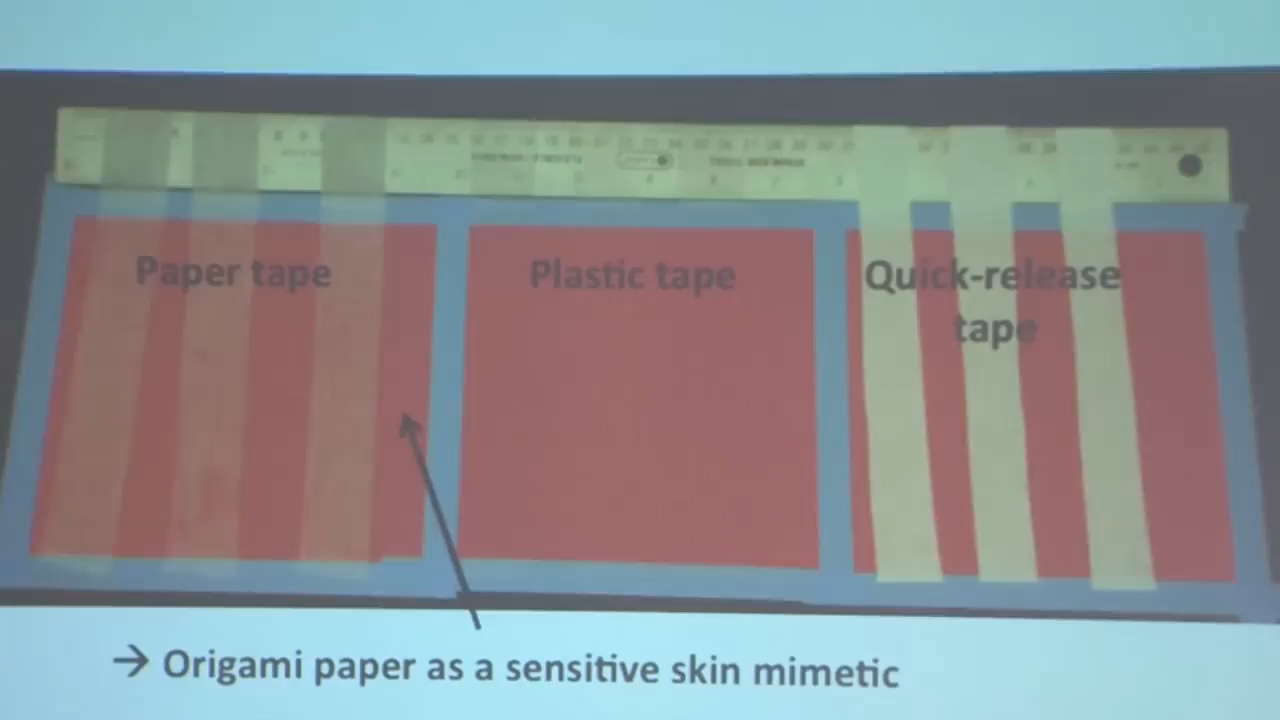 Paper tape
Plastic tape
Quick-release
tape
→ Origami paper as a sensitive skin mimetic